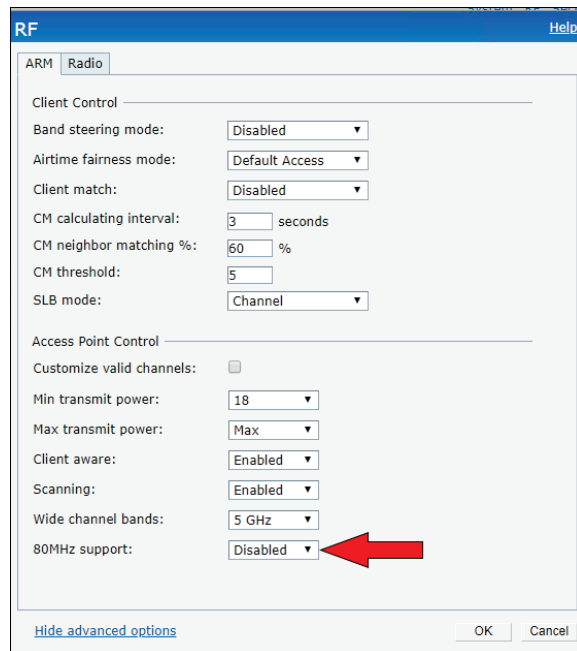 RF Help
ARM Radio
Client Control
Band steering mode: Disabled
Airtime fairness mode: Default Access
Client match: Disabled
CM calculating interval: 3 seconds
CM neighbor matching %: 60 %
CM threshold: 5
SLB mode: Channel
Access Point Control
Customize valid channels:
Min transmit power: 18
Max transmit power: Max
Client aware: Enabled
Scanning: Enabled
Wide channel bands: 5 GHz
80MHz support: Disabled
Hide advanced options OK Cancel